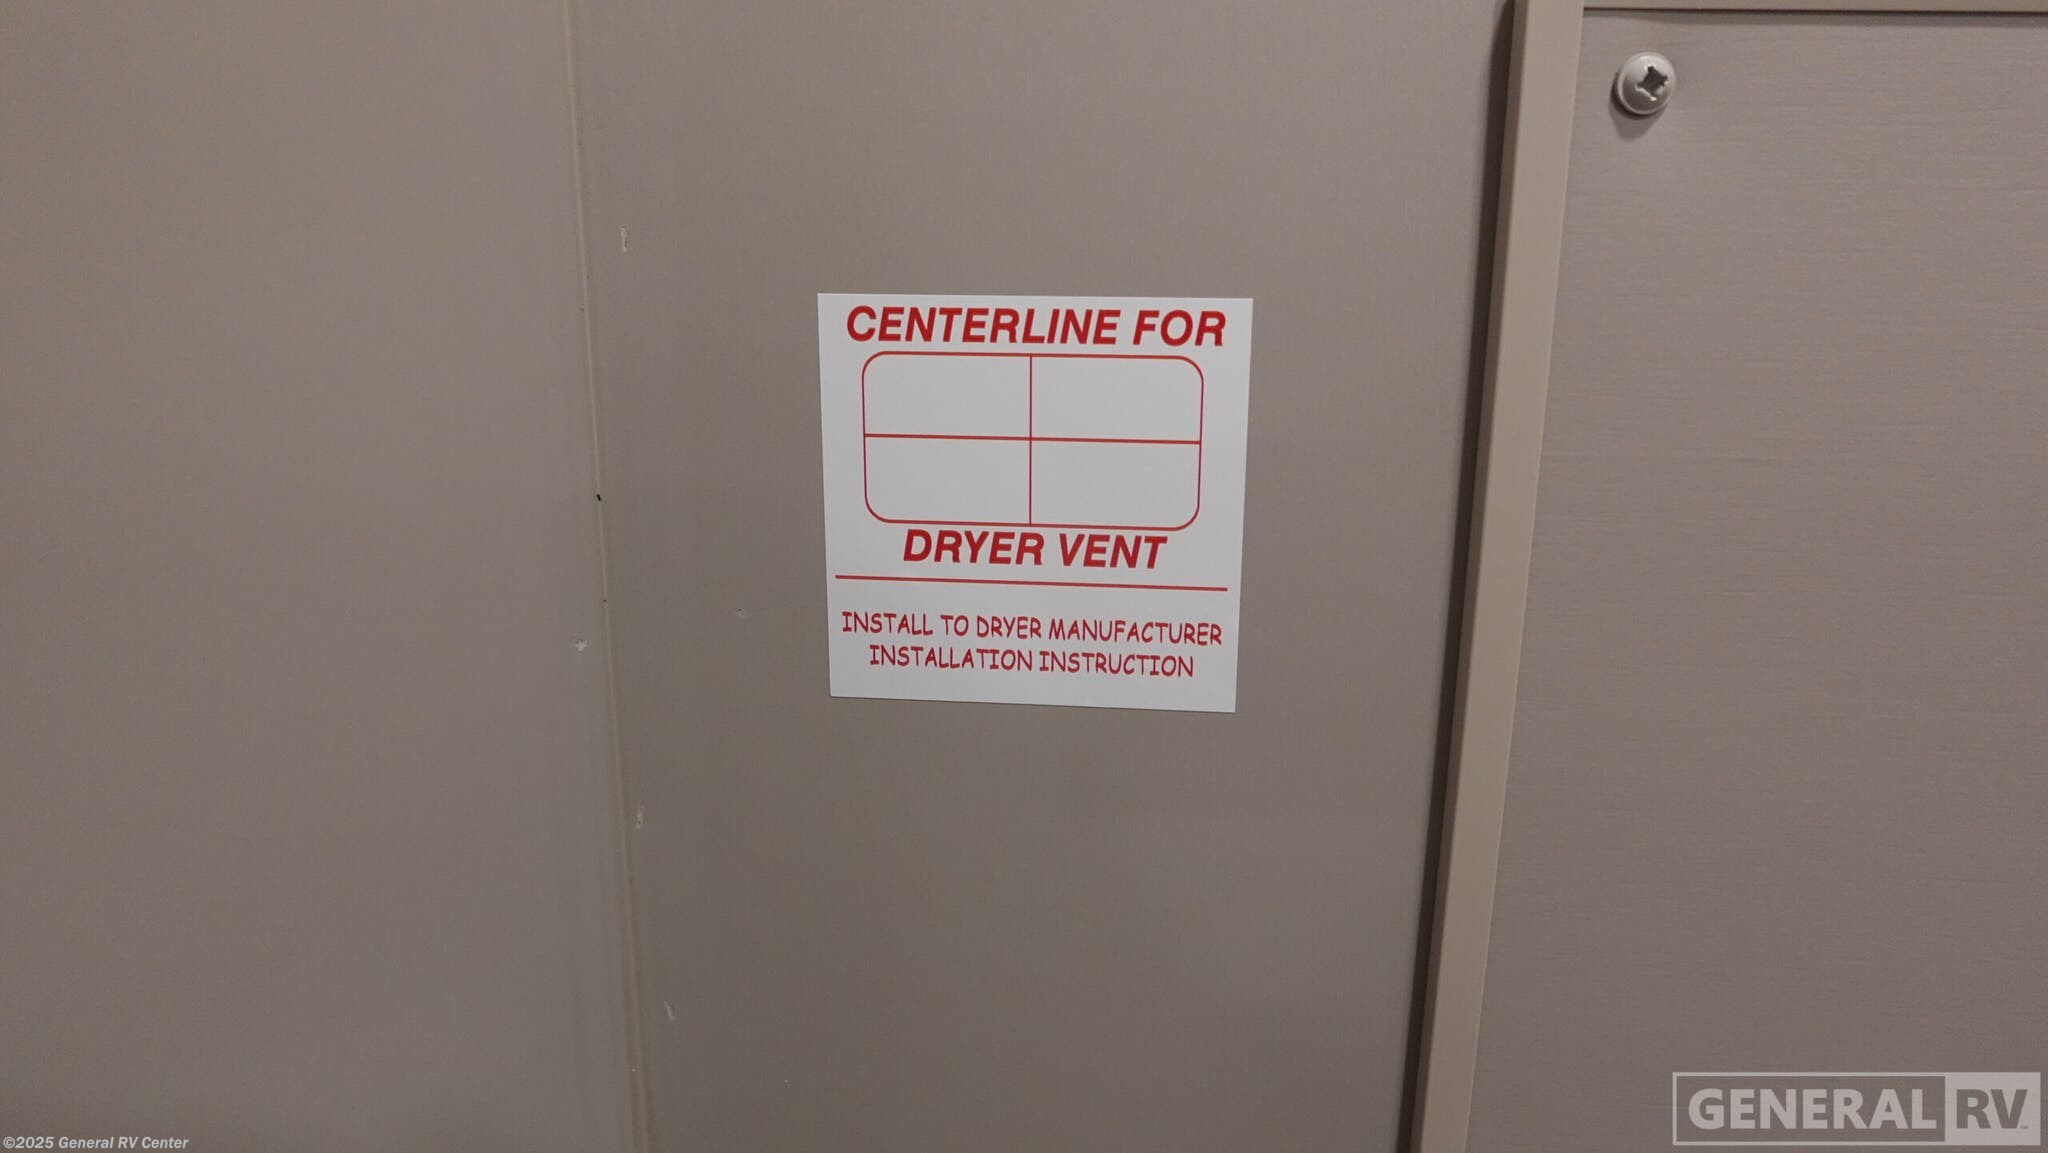 CENTERLINE FOR
DRYER VENT
INSTALL TO DRYER MANUFACTURER
INSTALLATION INSTRUCTION
GENERAL RV
©2025 General RV Center